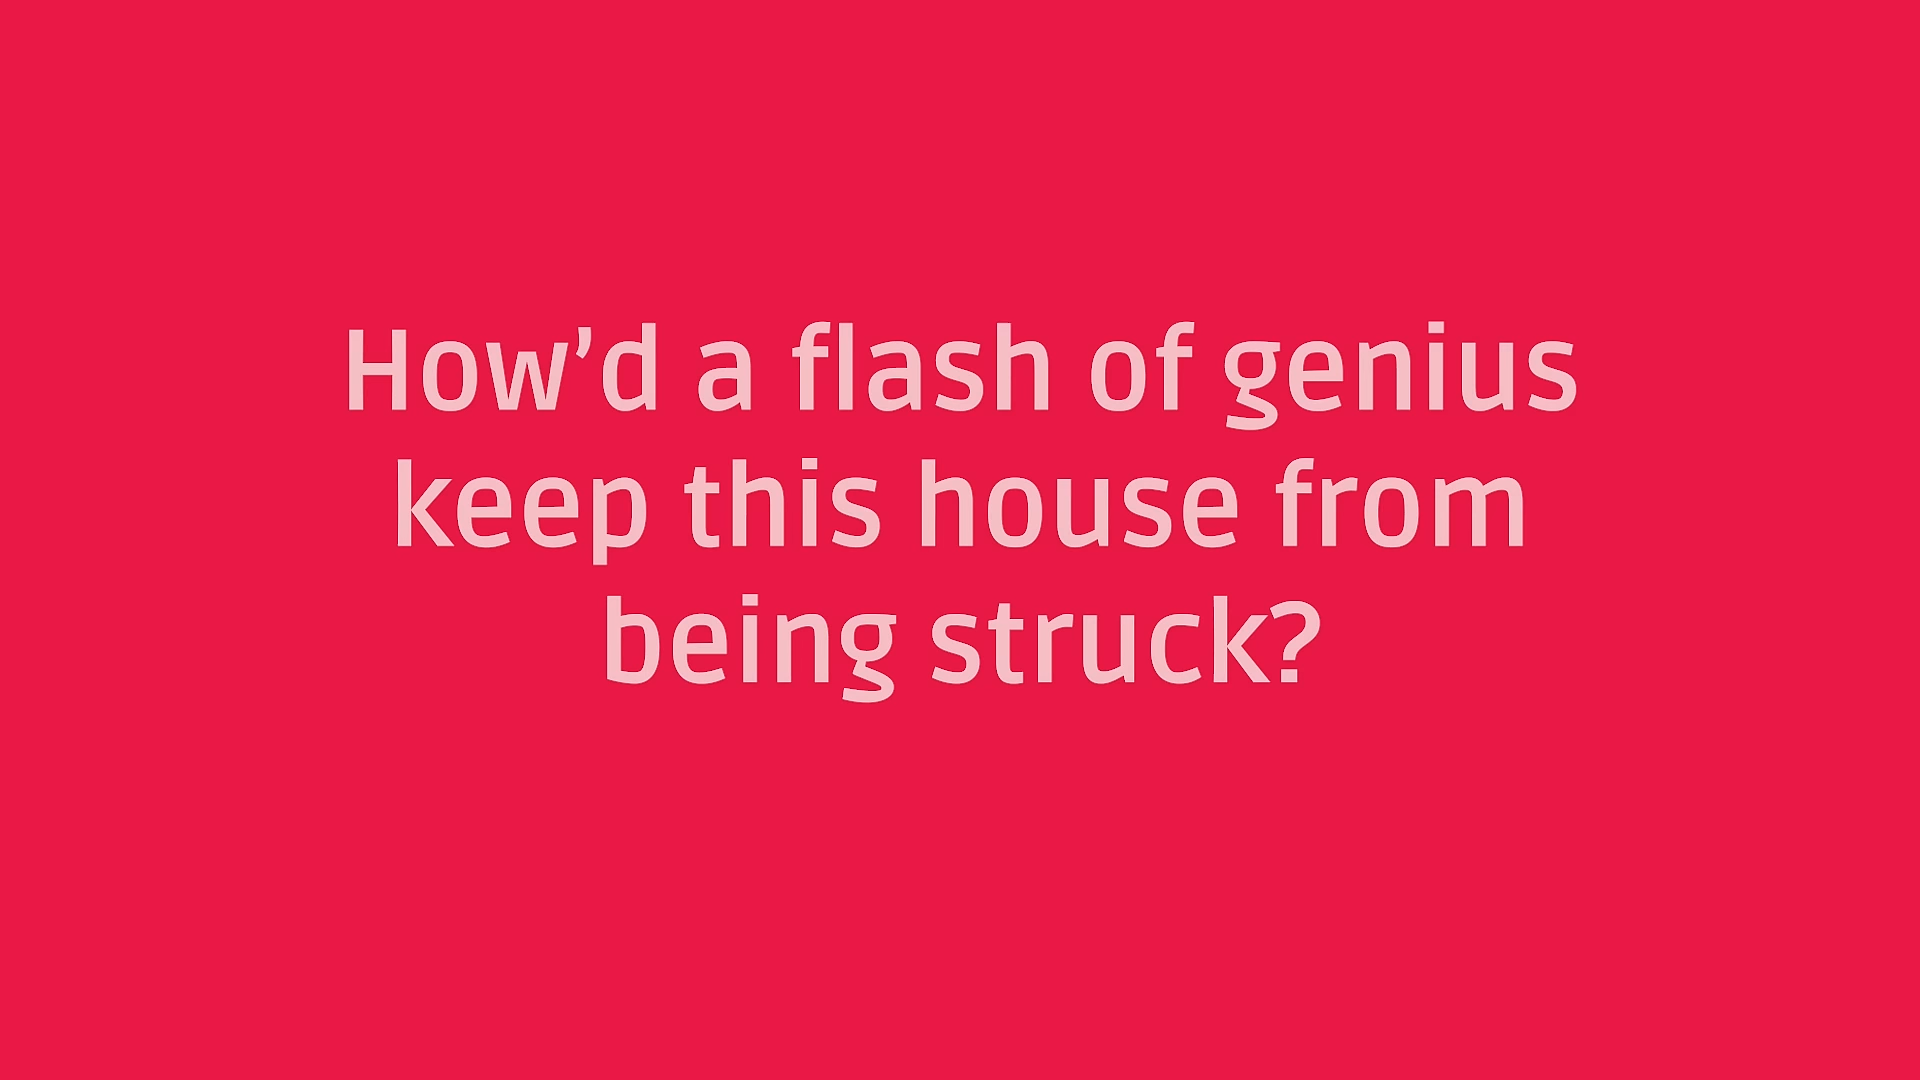 How’d a flash of genius
keep this house from
being struck?